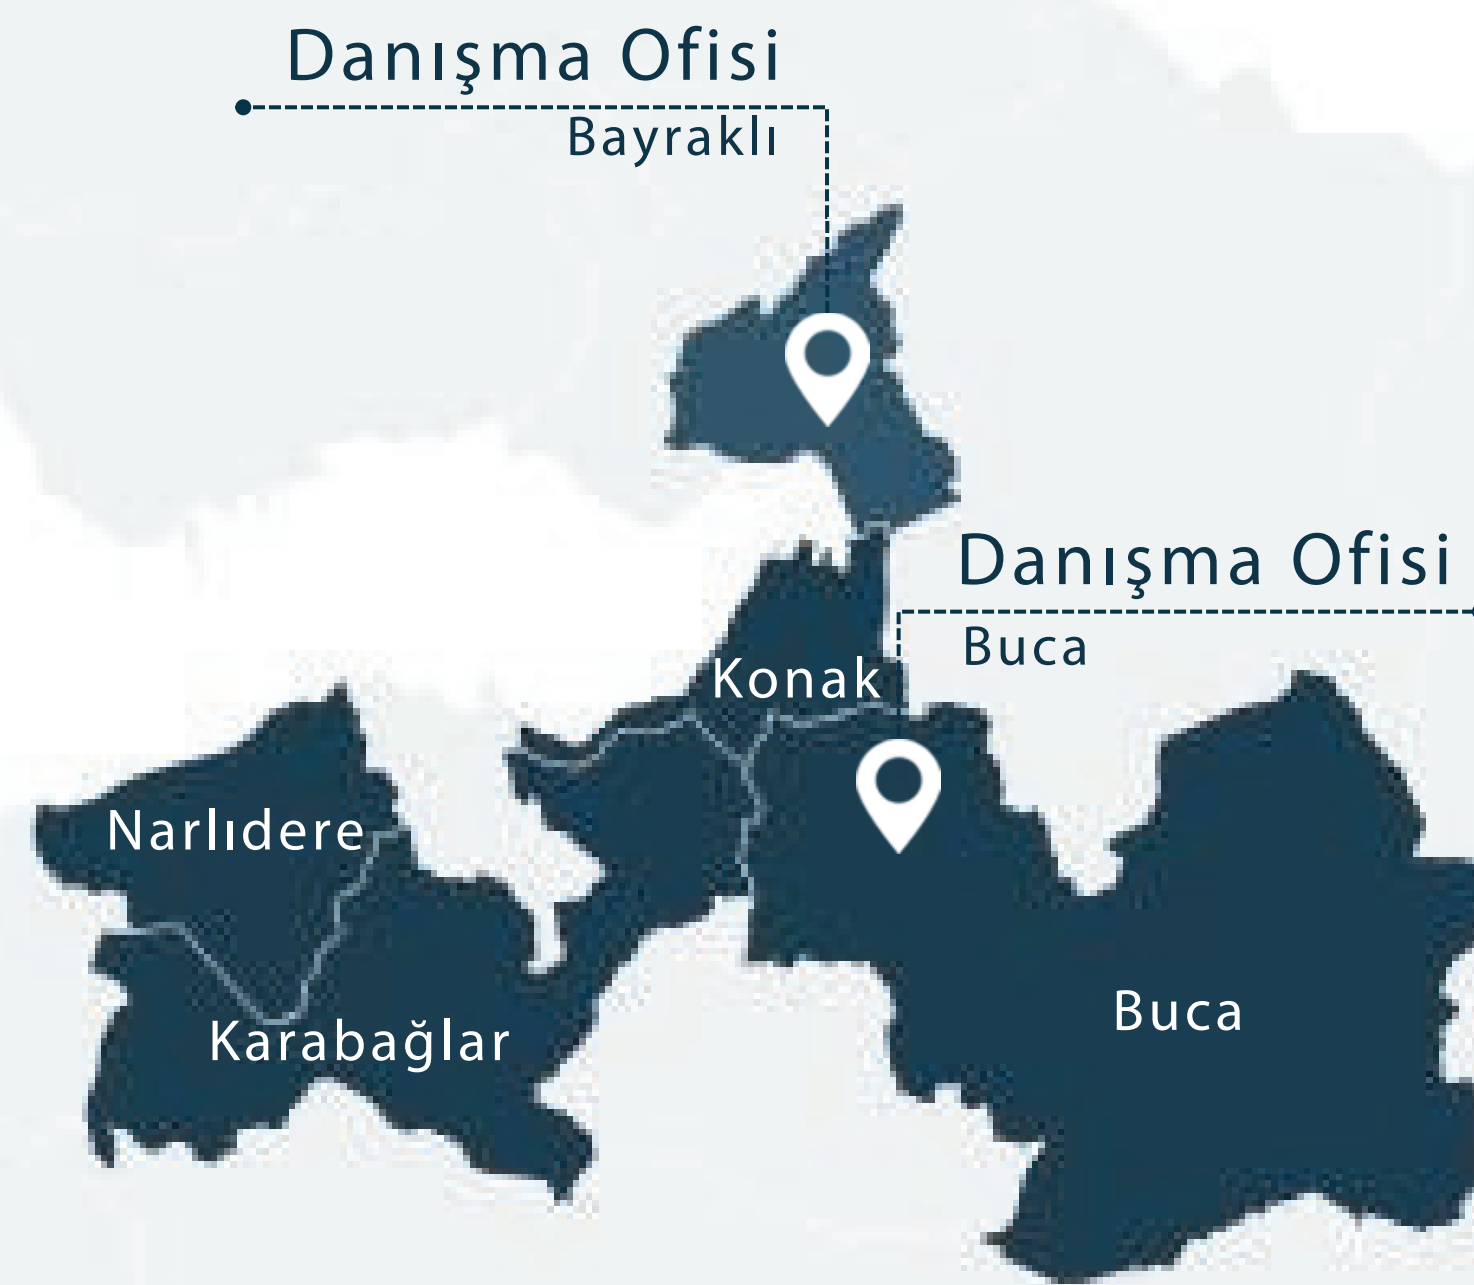 Danışma Ofisi
Bayraklı
Danışma Ofisi
Buca
Konak
Narlıdere
Buca
Karabağlar